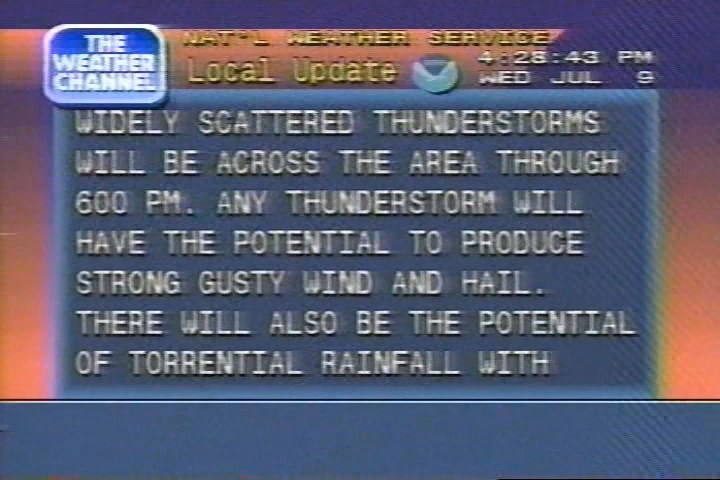 THE
WEATHER
CHANNEL
NAT'L WEATHER SERVICE
Local Update
4:28:43 PM
WED JUL 9
WIDELY SCATTERED THUNDERSTORMS
WILL BE ACROSS THE AREA THROUGH
600 PM. ANY THUNDERSTORM WILL
HAVE THE POTENTIAL TO PRODUCE
STRONG GUSTY WIND AND HAIL.
THERE WILL ALSO BE THE POTENTIAL
OF TORRENTIAL RAINFALL WITH